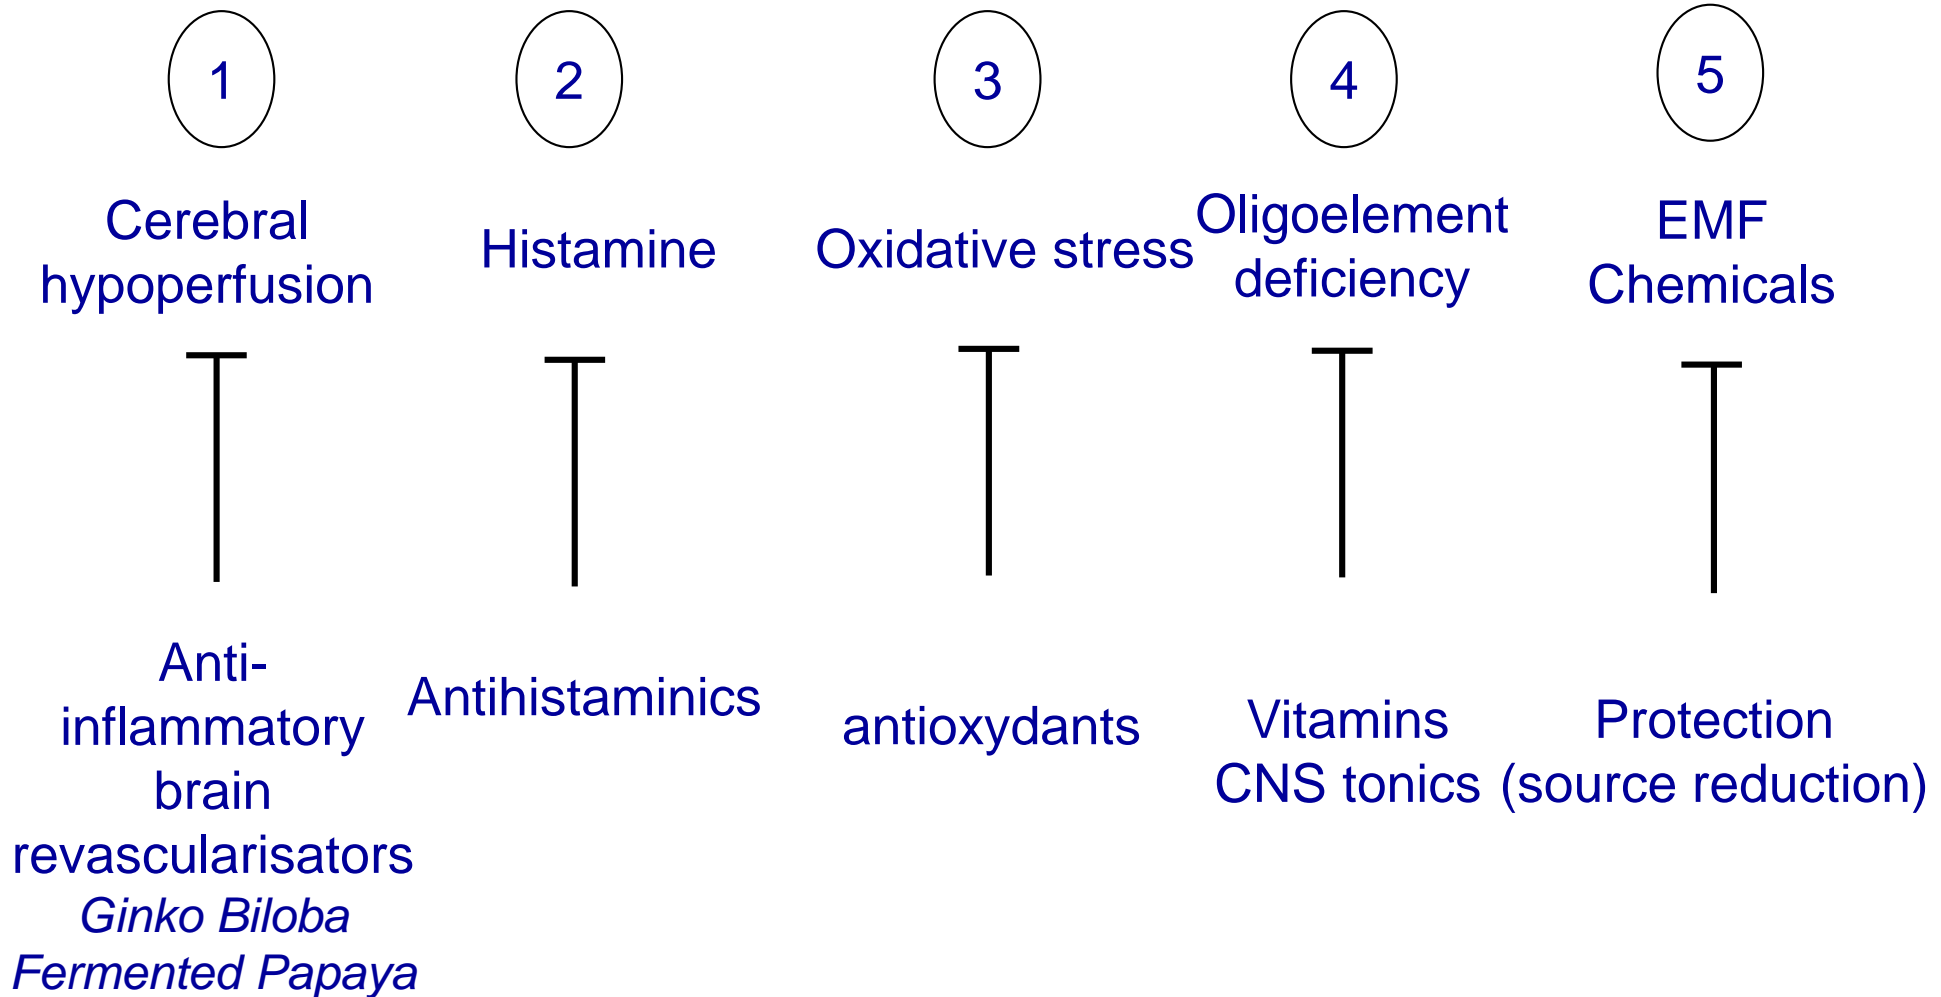 1
Cerebral
hypoperfusion
Anti-
inflammatory
brain
revascularisators
Ginko Biloba
Fermented Papaya
2
Histamine
Antihistaminics
3
Oxidative stress
antioxydants
4
Oligoelement
deficiency
Vitamins
CNS tonics
5
EMF
Chemicals
Protection
(source reduction)